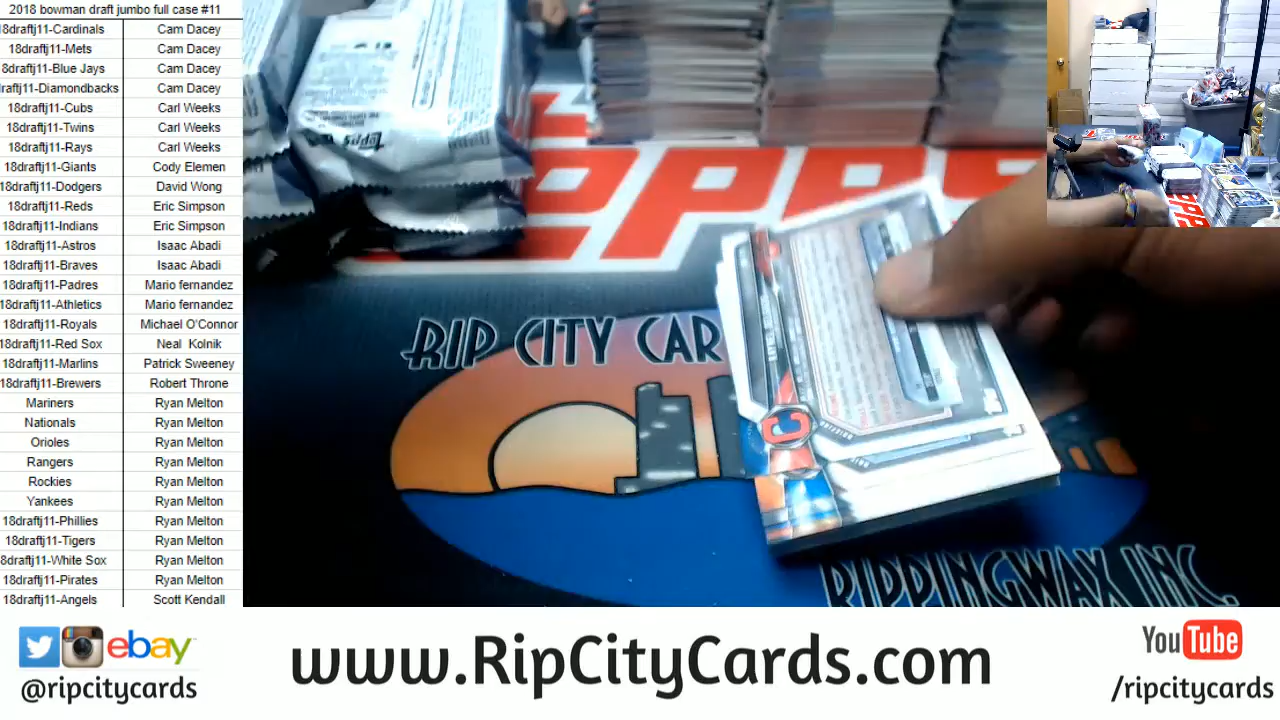 2018 bowman draft jumbo full case #11
18draftj11-Cardinals Cam Dacey
18draftj11-Mets Cam Dacey
8draftj11-Blue Jays Cam Dacey
raftj11-Diamondbacks Cam Dacey
18draftj11-Cubs Carl Weeks
18draftj11-Twins Carl Weeks
18draftj11-Rays Carl Weeks
18draftj11-Giants Cody Elemen
18draftj11-Dodgers David Wong
18draftj11-Reds Eric Simpson
18draftj11-Indians Eric Simpson
18draftj11-Astros Isaac Abadi
18draftj11-Braves Isaac Abadi
18draftj11-Padres Mario fernandez
18draftj11-Athletics Mario fernandez
18draftj11-Royals Michael O'Connor
18draftj11-Red Sox Neal Kolnik
18draftj11-Marlins Patrick Sweeney
18draftj11-Brewers Robert Throne
Mariners Ryan Melton
Nationals Ryan Melton
Orioles Ryan Melton
Rangers Ryan Melton
Rockies Ryan Melton
Yankees Ryan Melton
18draftj11-Phillies Ryan Melton
18draftj11-Tigers Ryan Melton
8draftj11-White Sox Ryan Melton
18draftj11-Pirates Ryan Melton
18draftj11-Angels Scott Kendall
TOPPS
RIP CITY CAR
RIPPINGWAX INC.
ebay
@ripcitycards
www.RipCityCards.com
YouTube
/ripcitycards